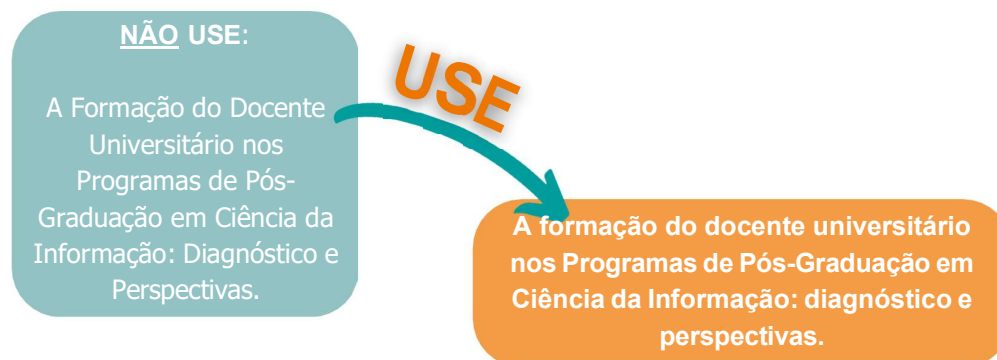 NÃO USE:
A Formação do Docente
Universitário nos
Programas de Pós-
Graduação em Ciência da
Informação: Diagnóstico e
Perspectivas.
USE
A formação do docente universitário
nos Programas de Pós-Graduação em
Ciência da Informação: diagnóstico e
perspectivas.